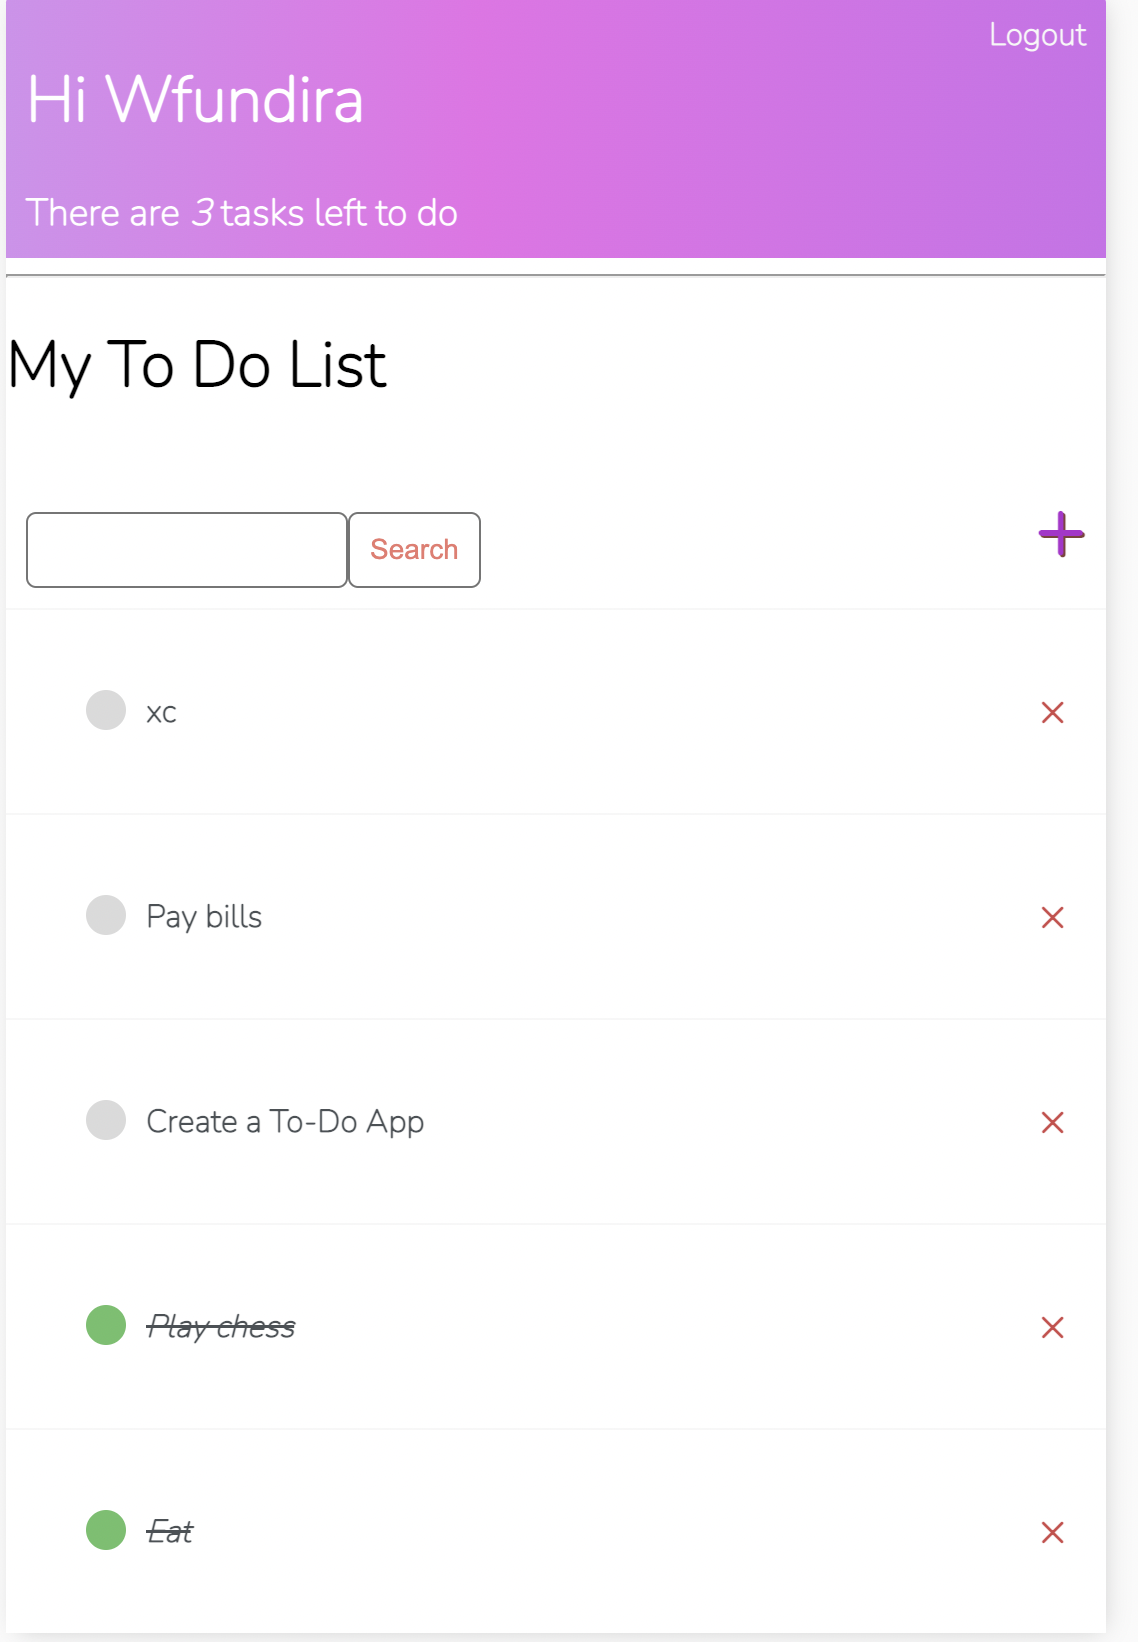 Logout
Hi Wfundira
There are 3 tasks left to do
My To Do List
Search
xc
Pay bills
Create a To-Do App
Play chess
Eat